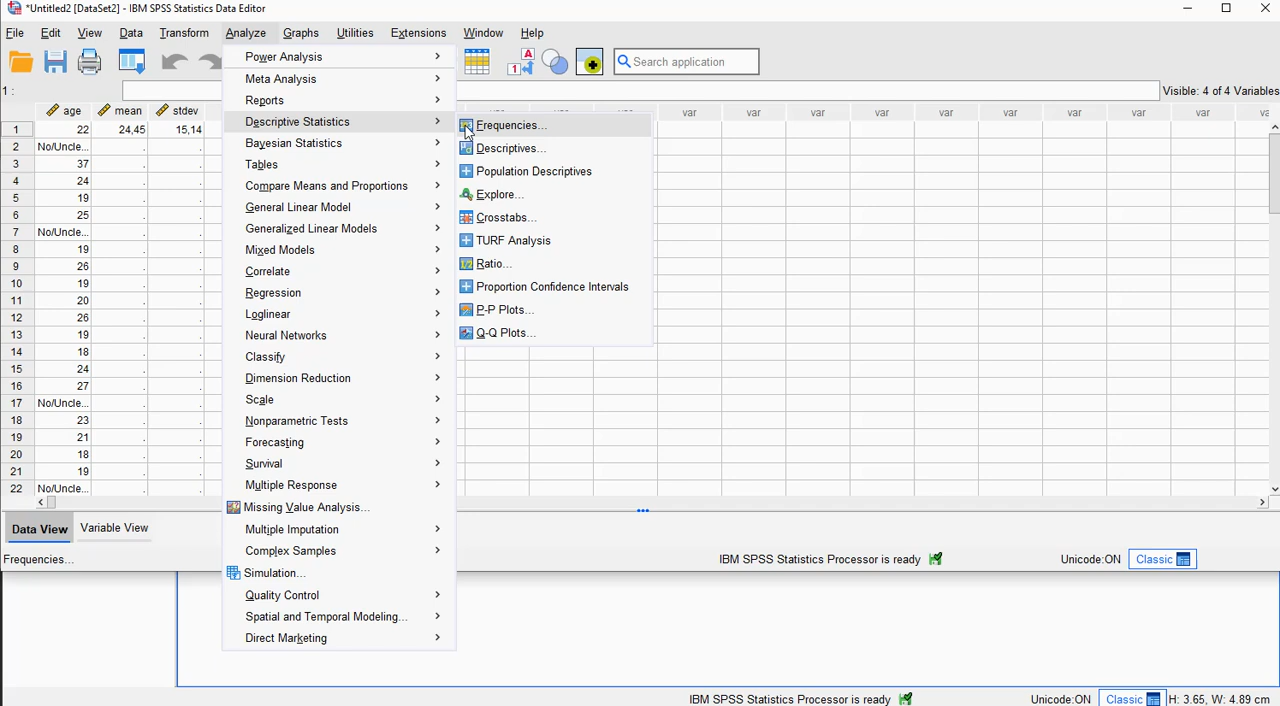 *Untitled2 [DataSet2] - IBM SPSS Statistics Data Editor
File Edit View Data Transform Analyze Graphs Utilities Extensions Window Help
Search application
1 : Visible: 4 of 4 Variables
age mean stdev var var var var var var var var var
1 22 24,45 15,14
2 No/Uncle... . .
3 37 . .
4 24 . .
5 19 . .
6 25 . .
7 No/Uncle... . .
8 19 . .
9 26 . .
10 19 . .
11 20 . .
12 26 . .
13 19 . .
14 18 . .
15 24 . .
16 27 . .
17 No/Uncle... . .
18 23 . .
19 21 . .
20 18 . .
21 19 . .
22 No/Uncle... . .
Power Analysis
Meta Analysis
Reports
Descriptive Statistics
Bayesian Statistics
Tables
Compare Means and Proportions
General Linear Model
Generalized Linear Models
Mixed Models
Correlate
Regression
Loglinear
Neural Networks
Classify
Dimension Reduction
Scale
Nonparametric Tests
Forecasting
Survival
Multiple Response
Missing Value Analysis...
Multiple Imputation
Complex Samples
Simulation...
Quality Control
Spatial and Temporal Modeling...
Direct Marketing
Frequencies...
Descriptives...
Population Descriptives
Explore...
Crosstabs...
TURF Analysis
Ratio...
Proportion Confidence Intervals
P-P Plots...
Q-Q Plots...
Data View Variable View
Frequencies... IBM SPSS Statistics Processor is ready Unicode:ON Classic
IBM SPSS Statistics Processor is ready Unicode:ON Classic H: 3.65, W: 4.89 cm